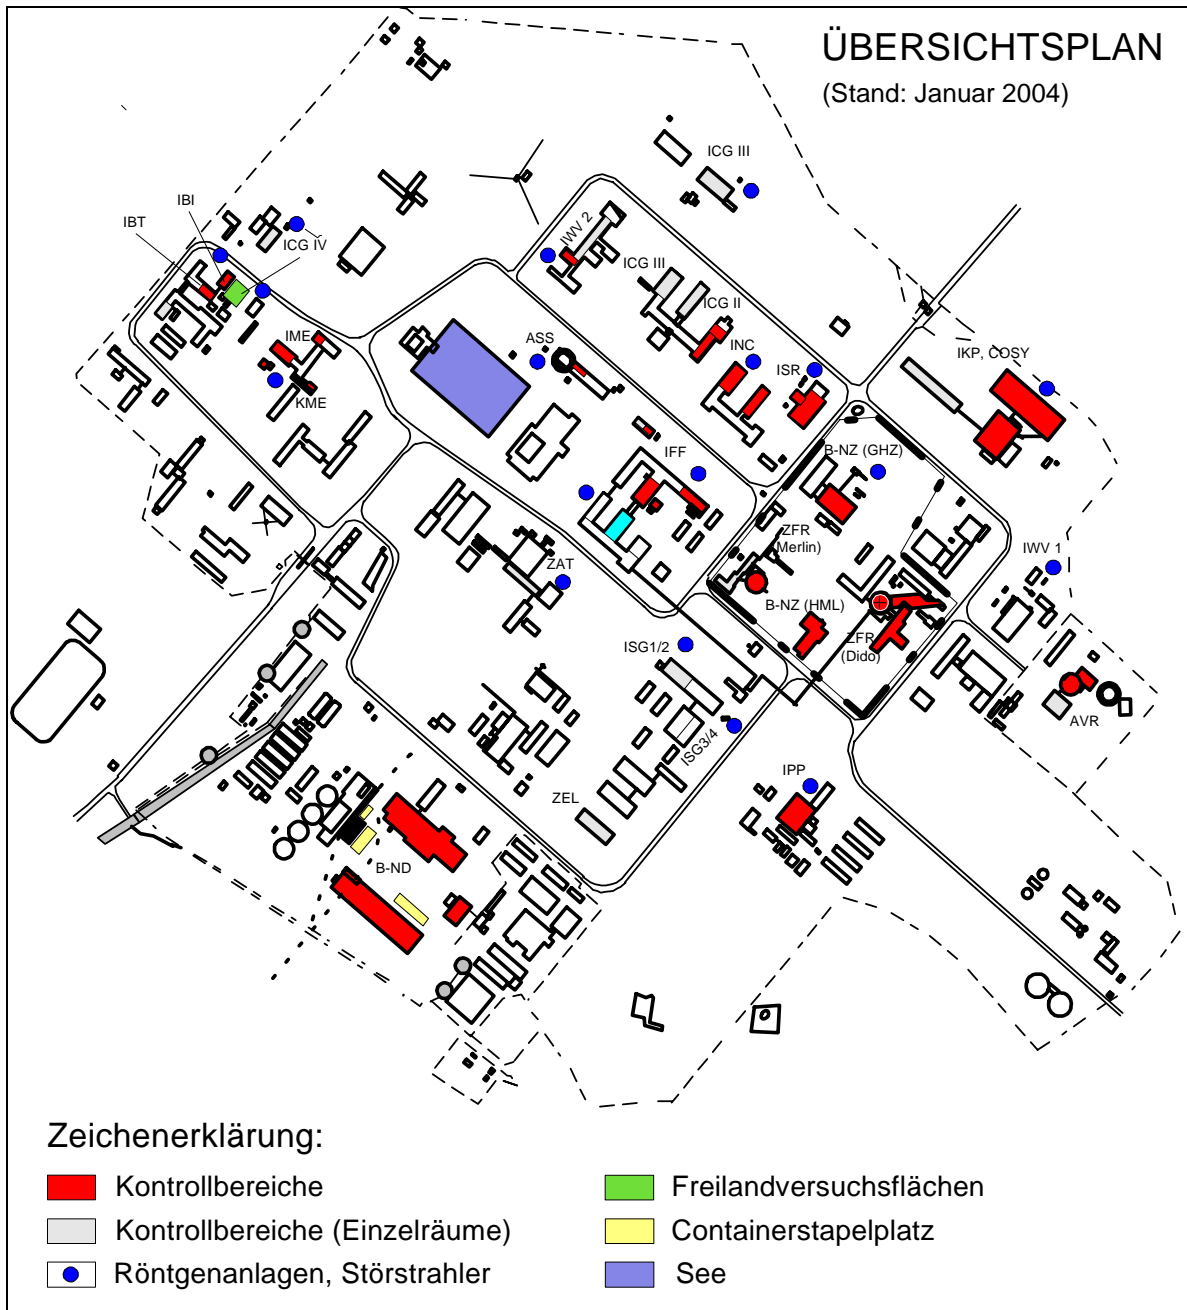 ÜBERSICHTSPLAN
(Stand: Januar 2004)
ICG III
IBI
IBT
ICG IV
IWV 2
ICG III
ICG II
IME
KME
ASS
INC
ISR
IKP, COSY
IFF
B-NZ (GHZ)
ZFR
(Merlin)
ZAT
IWV 1
B-NZ (HML)
ZFR
(Dido)
ISG1/2
ISG3/4
AVR
IPP
ZEL
B-ND
Zeichenerklärung:
Kontrollbereiche
Kontrollbereiche (Einzelräume)
Röntgenanlagen, Störstrahler
Freilandversuchsflächen
Containerstapelplatz
See